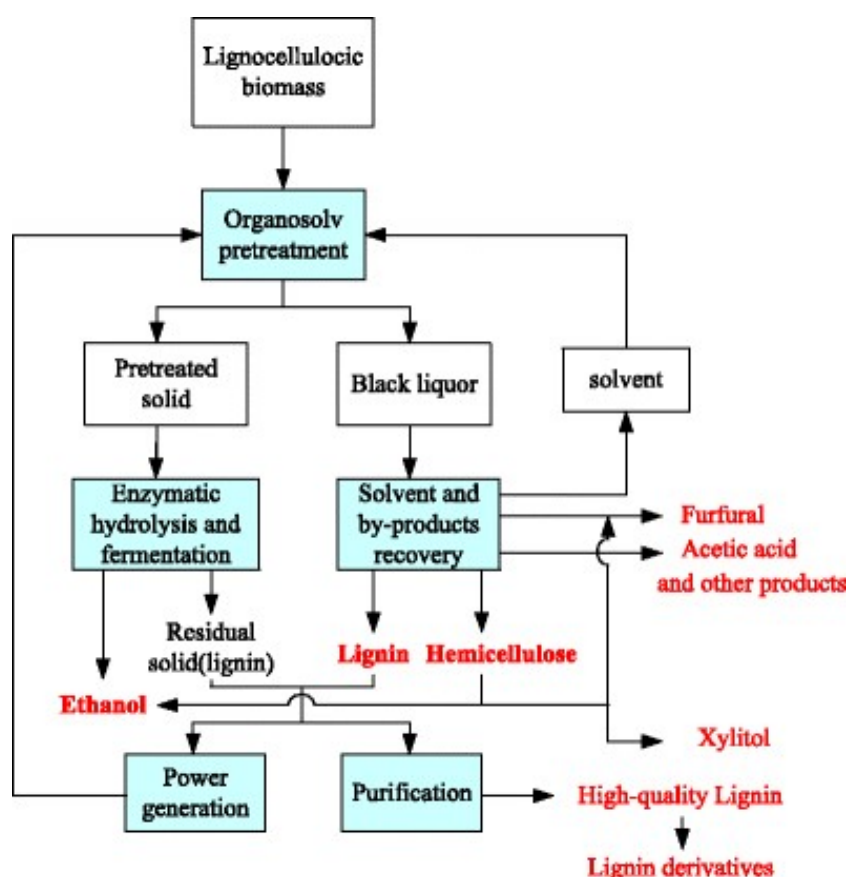 Lignocellulocic
biomass
Organosolv
pretreatment
Pretreated
solid
Black liquor
solvent
Enzymatic
hydrolysis and
fermentation
Solvent and
by-products
recovery
Furfural
Acetic acid
and other products
Residual
solid(lignin)
Lignin
Hemicellulose
Ethanol
Xylitol
Power
generation
Purification
High-quality Lignin
Lignin derivatives